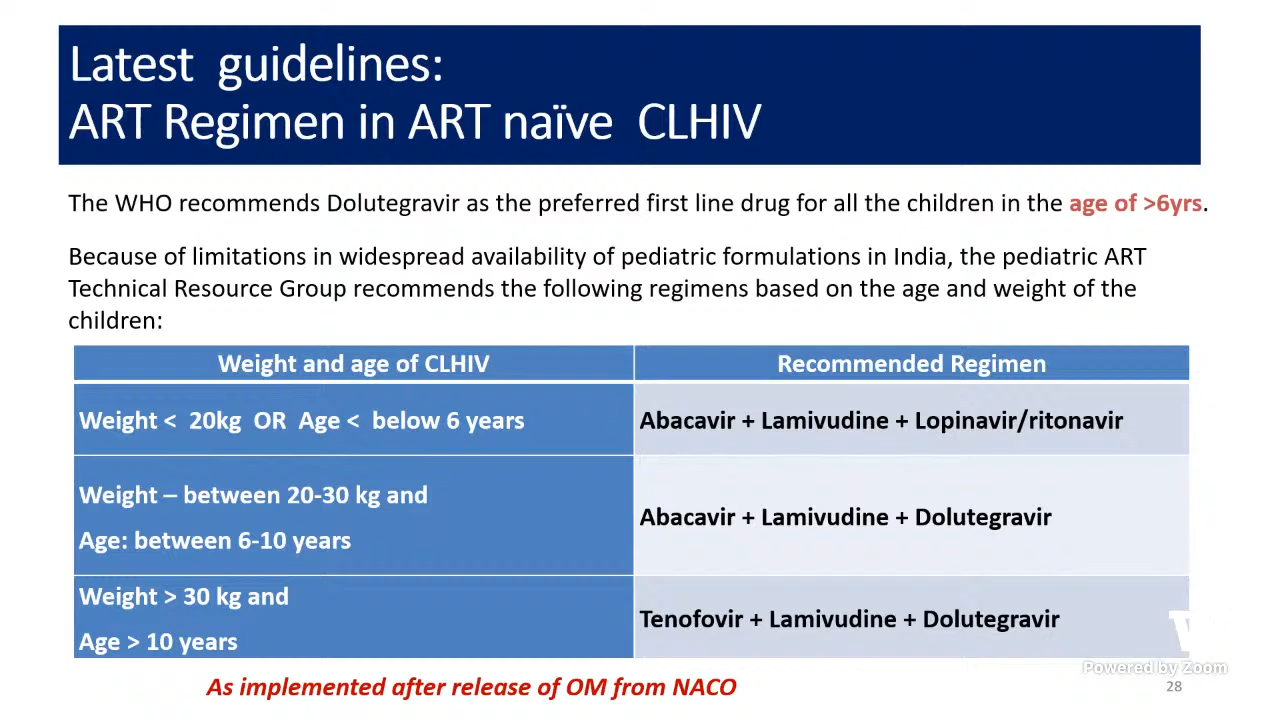 Latest guidelines:
ART Regimen in ART naïve CLHIV
The WHO recommends Dolutegravir as the preferred first line drug for all the children in the age of >6yrs.
Because of limitations in widespread availability of pediatric formulations in India, the pediatric ART
Technical Resource Group recommends the following regimens based on the age and weight of the
children:
Weight and age of CLHIV
Recommended Regimen
Weight < 20kg OR Age < below 6 years
Abacavir + Lamivudine + Lopinavir/ritonavir
Weight – between 20-30 kg and
Age: between 6-10 years
Abacavir + Lamivudine + Dolutegravir
Weight > 30 kg and
Age > 10 years
Tenofovir + Lamivudine + Dolutegravir
Powered by Zoom
As implemented after release of OM from NACO
28